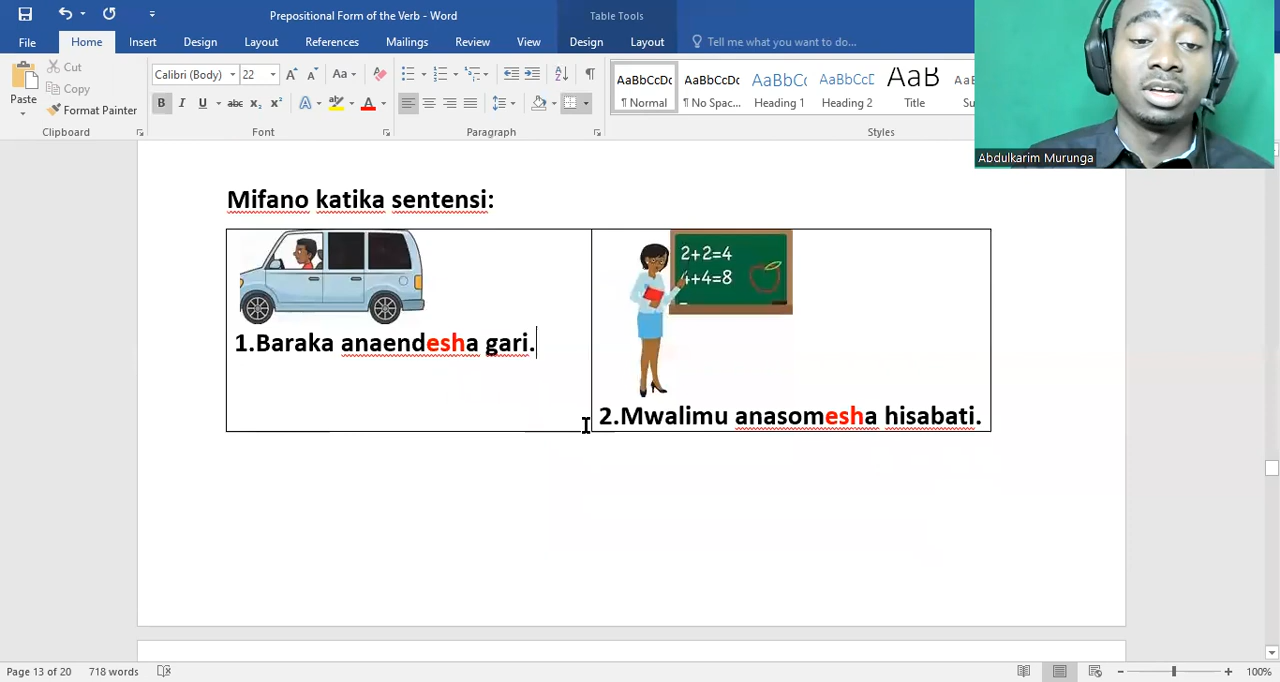 Prepositional Form of the Verb - Word
Table Tools
File
Home
Insert
Design
Layout
References
Mailings
Review
View
Design
Layout
Tell me what you want to do...
Paste
Cut
Copy
Format Painter
Clipboard
Calibri (Body)
22
Font
Paragraph
AaBbCcDc
¶ Normal
AaBbCcDc
¶ No Spac...
AaBbCc
Heading 1
AaBbCcE
Heading 2
AaB
Title
Styles
Abdulkarim Murunga
Mifano katika sentensi:
1.Baraka anaendesha gari.
2+2=4
4+4=8
2.Mwalimu anasomesha hisabati.
Page 13 of 20
718 words
100%